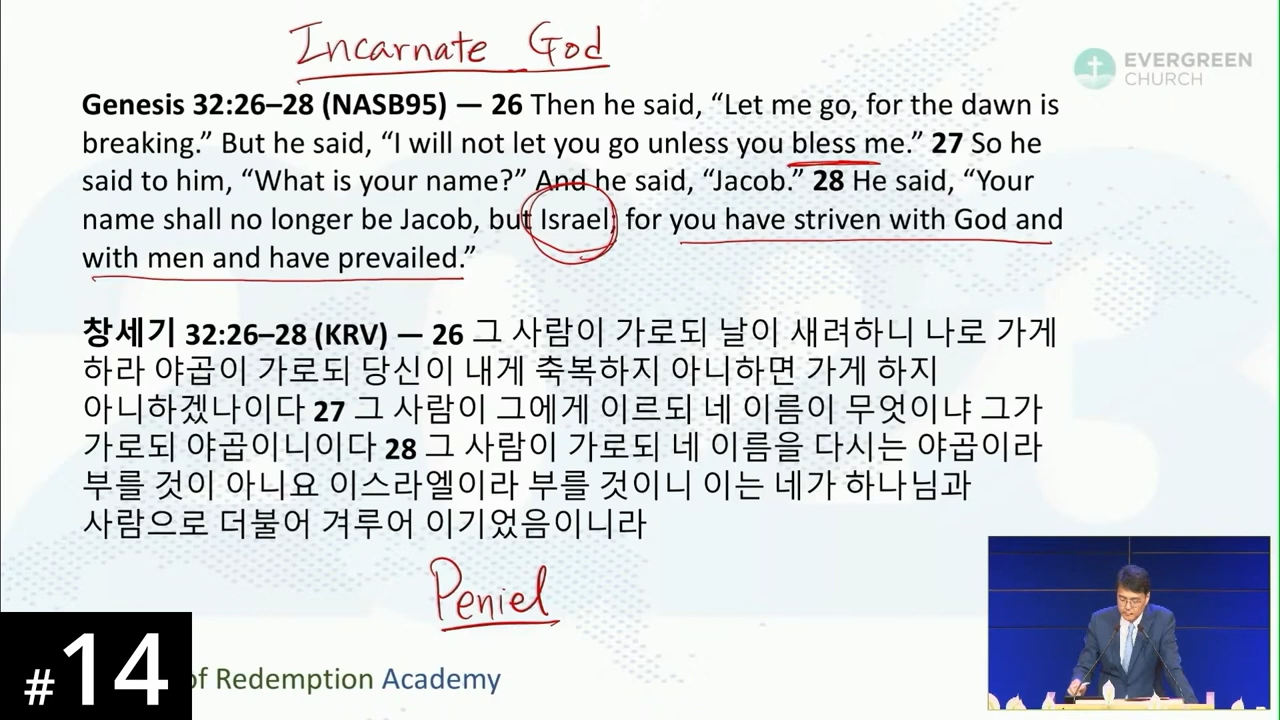 Incarnate God
EVERGREEN
CHURCH
Genesis 32:26–28 (NASB95) — 26 Then he said, “Let me go, for the dawn is
breaking.” But he said, “I will not let you go unless you bless me.” 27 So he
said to him, “What is your name?” And he said, “Jacob.” 28 He said, “Your
name shall no longer be Jacob, but Israel; for you have striven with God and
with men and have prevailed.”
창세기 32:26–28 (KRV) — 26 그 사람이 가로되 날이 새려하니 나로 가게
하라 야곱이 가로되 당신이 내게 축복하지 아니하면 가게 하지
아니하겠나이다 27 그 사람이 그에게 이르되 네 이름이 무엇이냐 그가
가로되 야곱이니이다 28 그 사람이 가로되 네 이름을 다시는 야곱이라
부를 것이 아니요 이스라엘이라 부를 것이니 이는 네가 하나님과
사람으로 더불어 겨루어 이기었음이니라
Peniel
#14
of Redemption Academy